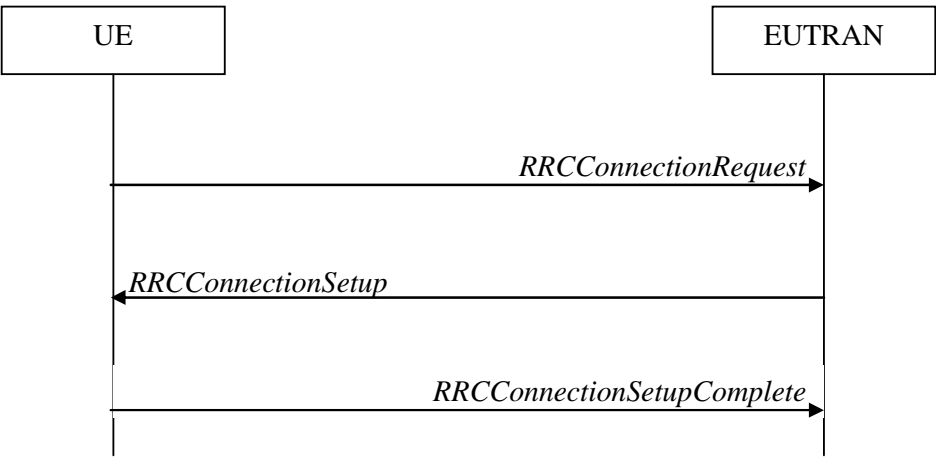 UE
EUTRAN
RRCConnectionRequest
RRCConnectionSetup
RRCConnectionSetupComplete